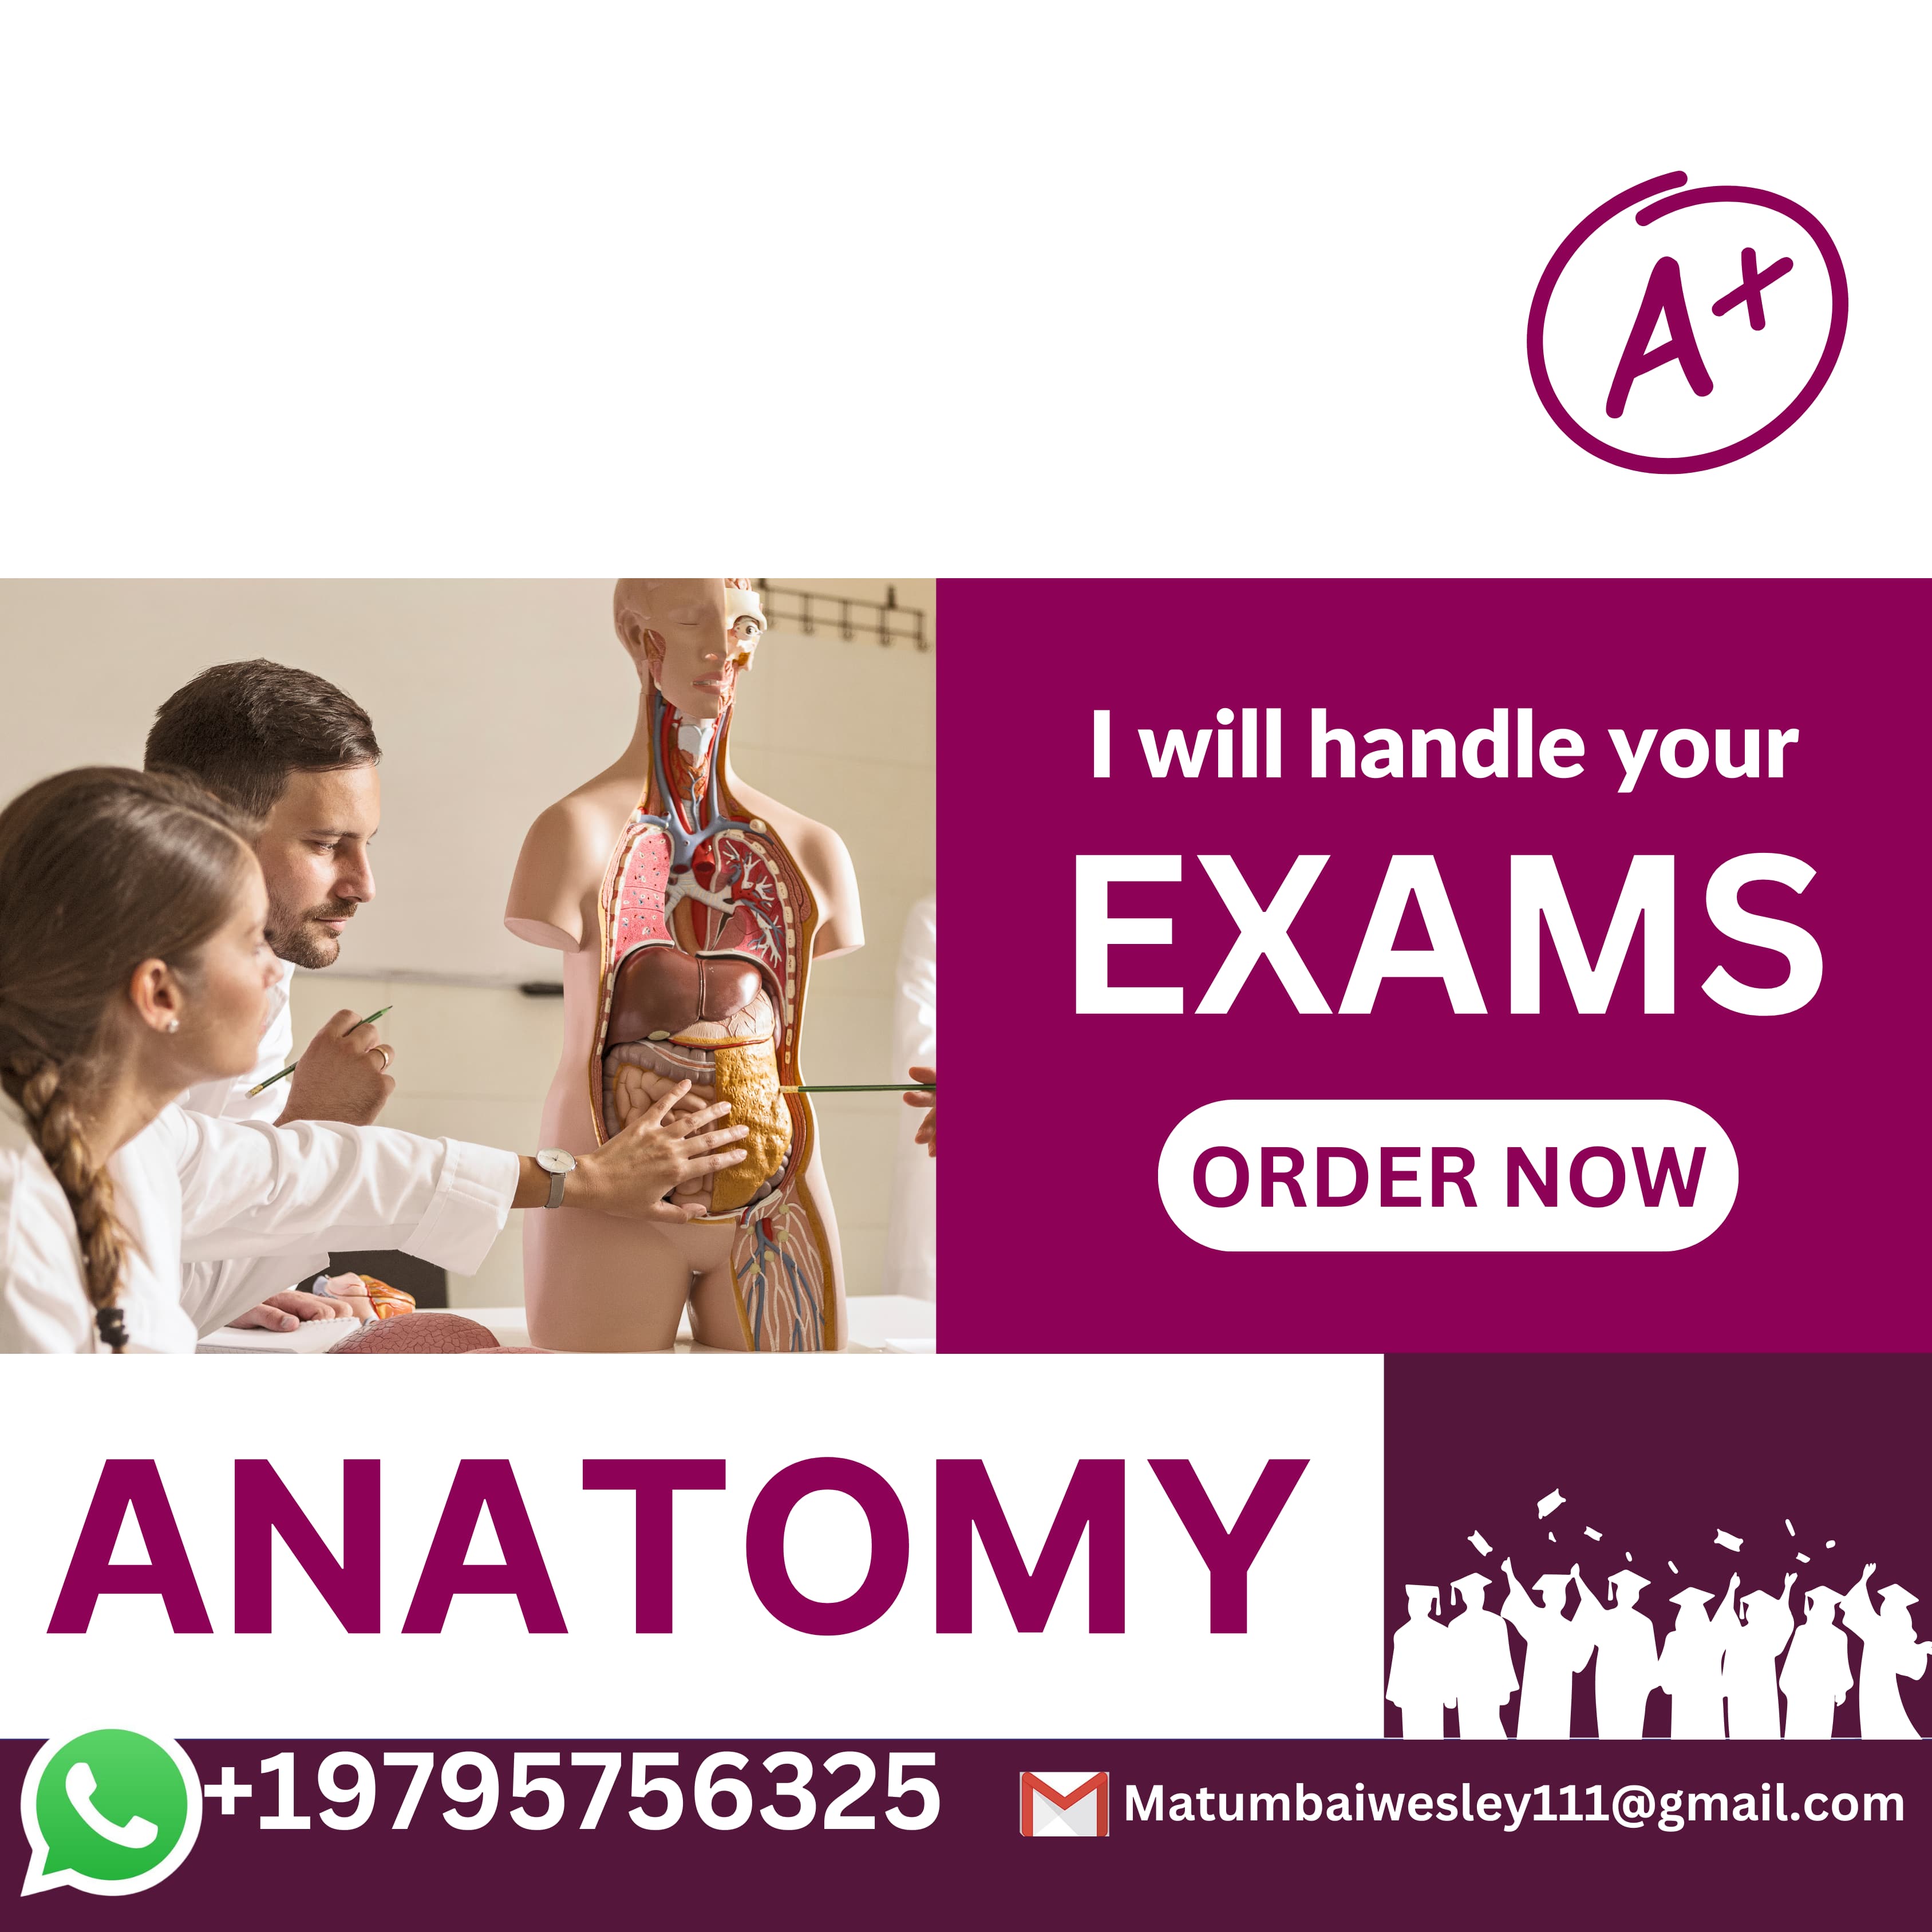 A+
I will handle your
EXAMS
ORDER NOW
ANATOMY
+19795756325
Matumbaiwesley111@gmail.com